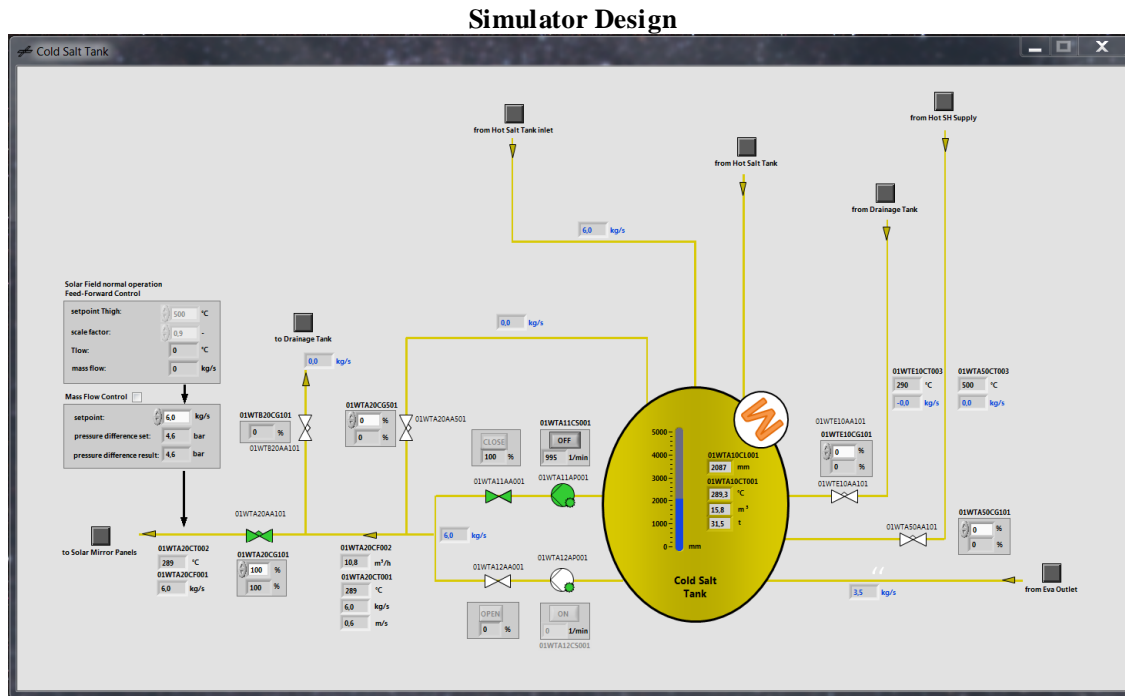 Simulator Design
Cold Salt Tank
from Hot Salt Tank inlet
from Hot SH Supply
from Hot Salt Tank
from Drainage Tank
6,0 kg/s
Solar Field normal operation
Feed-Forward Control
setpoint Thigh: 500 °C
scale factor: 0,9 -
Tlow: 0 °C
mass flow: 0 kg/s
to Drainage Tank
0,0 kg/s
0,0 kg/s
Mass Flow Control
setpoint: 6,0 kg/s
pressure difference set: 4,6 bar
pressure difference result: 4,6 bar
01WTB20CG101
0 %
01WTB20AA101
01WTA20CG501
0 %
0 %
01WTA20AA501
CLOSE
100 %
01WTA11CS001
OFF
995 1/min
01WTA11AA001
01WTA11AP001
5000
4000
3000
2000
1000
0
mm
01WTA10CL001
2087 mm
01WTA10CT001
289,3 °C
15,8 m³
31,5 t
Cold Salt
Tank
01WTE10CT003
290 °C
-0,0 kg/s
01WTA50CT003
500 °C
0,0 kg/s
01WTE10AA101
01WTE10CG101
0 %
0 %
01WTE10AA101
01WTA50CG101
0 %
0 %
01WTA50AA101
to Solar Mirror Panels
01WTA20AA101
01WTA20CT002
289 °C
01WTA20CF001
6,0 kg/s
01WTA20CG101
100 %
100 %
01WTA20CF002
10,8 m³/h
01WTA20CT001
289 °C
6,0 kg/s
0,6 m/s
6,0 kg/s
01WTA12AA001
01WTA12AP001
OPEN
0 %
ON
0 1/min
01WTA12CS001
3,5 kg/s
from Eva Outlet